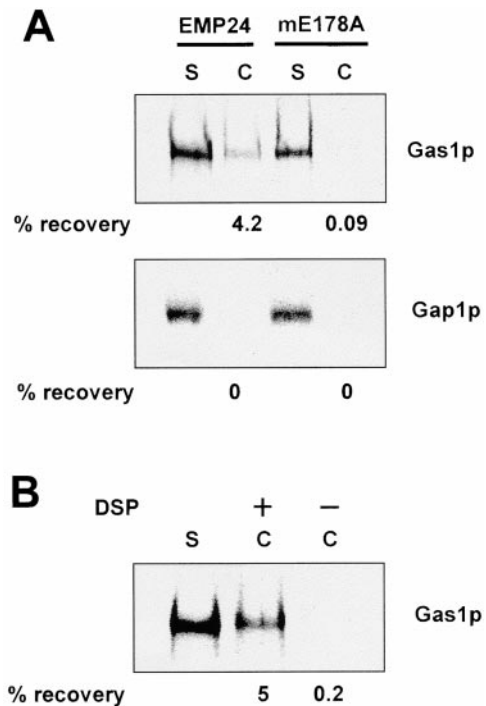 A
EMP24 mE178A
S C S C
Gas1p
% recovery 4.2 0.09
Gap1p
% recovery 0 0
B
DSP + −
S C C
Gas1p
% recovery 5 0.2